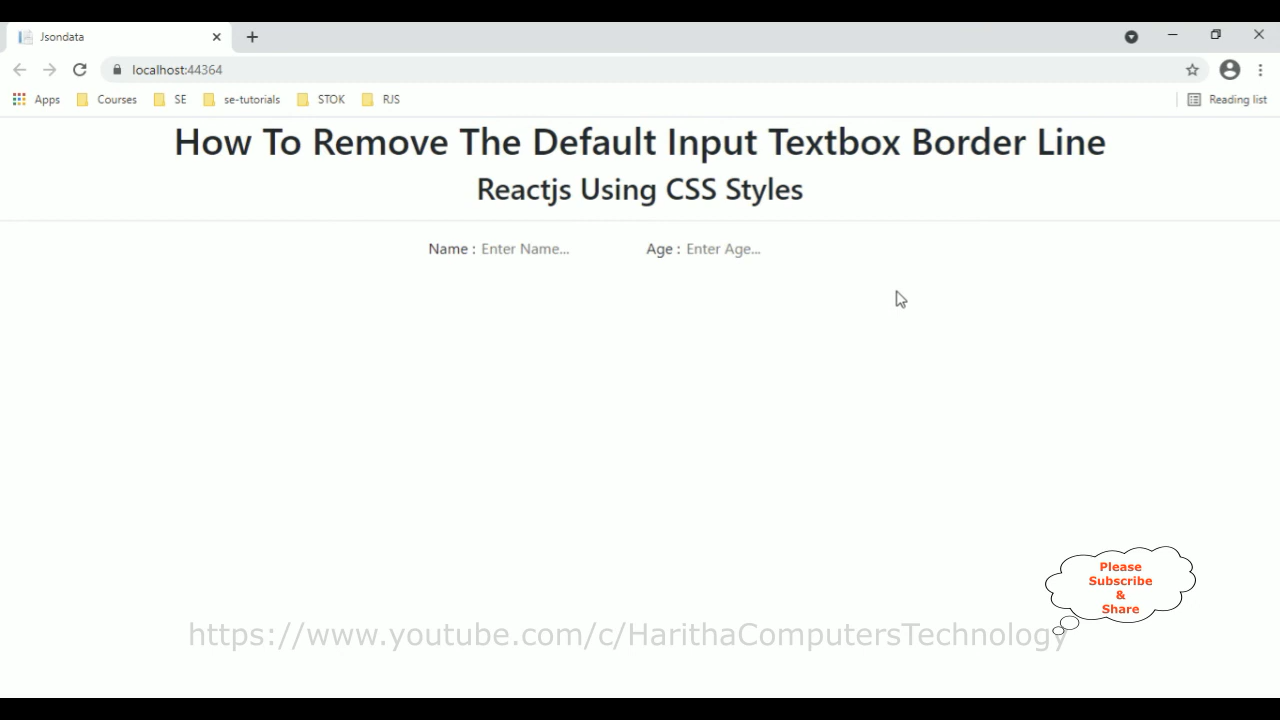 Jsondata
localhost:44364
Apps Courses SE se-tutorials STOK RJS Reading list
How To Remove The Default Input Textbox Border Line
Reactjs Using CSS Styles
Name : Enter Name... Age : Enter Age...
Please
Subscribe
&
Share
https://www.youtube.com/c/HarithaComputersTechnology